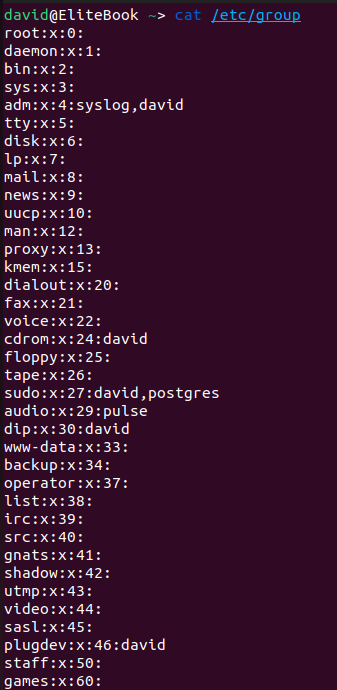 david@EliteBook ~> cat /etc/group
root:x:0:
daemon:x:1:
bin:x:2:
sys:x:3:
adm:x:4:syslog,david
tty:x:5:
disk:x:6:
lp:x:7:
mail:x:8:
news:x:9:
uucp:x:10:
man:x:12:
proxy:x:13:
kmem:x:15:
dialout:x:20:
fax:x:21:
voice:x:22:
cdrom:x:24:david
floppy:x:25:
tape:x:26:
sudo:x:27:david,postgres
audio:x:29:pulse
dip:x:30:david
www-data:x:33:
backup:x:34:
operator:x:37:
list:x:38:
irc:x:39:
src:x:40:
gnats:x:41:
shadow:x:42:
utmp:x:43:
video:x:44:
sasl:x:45:
plugdev:x:46:david
staff:x:50:
games:x:60: